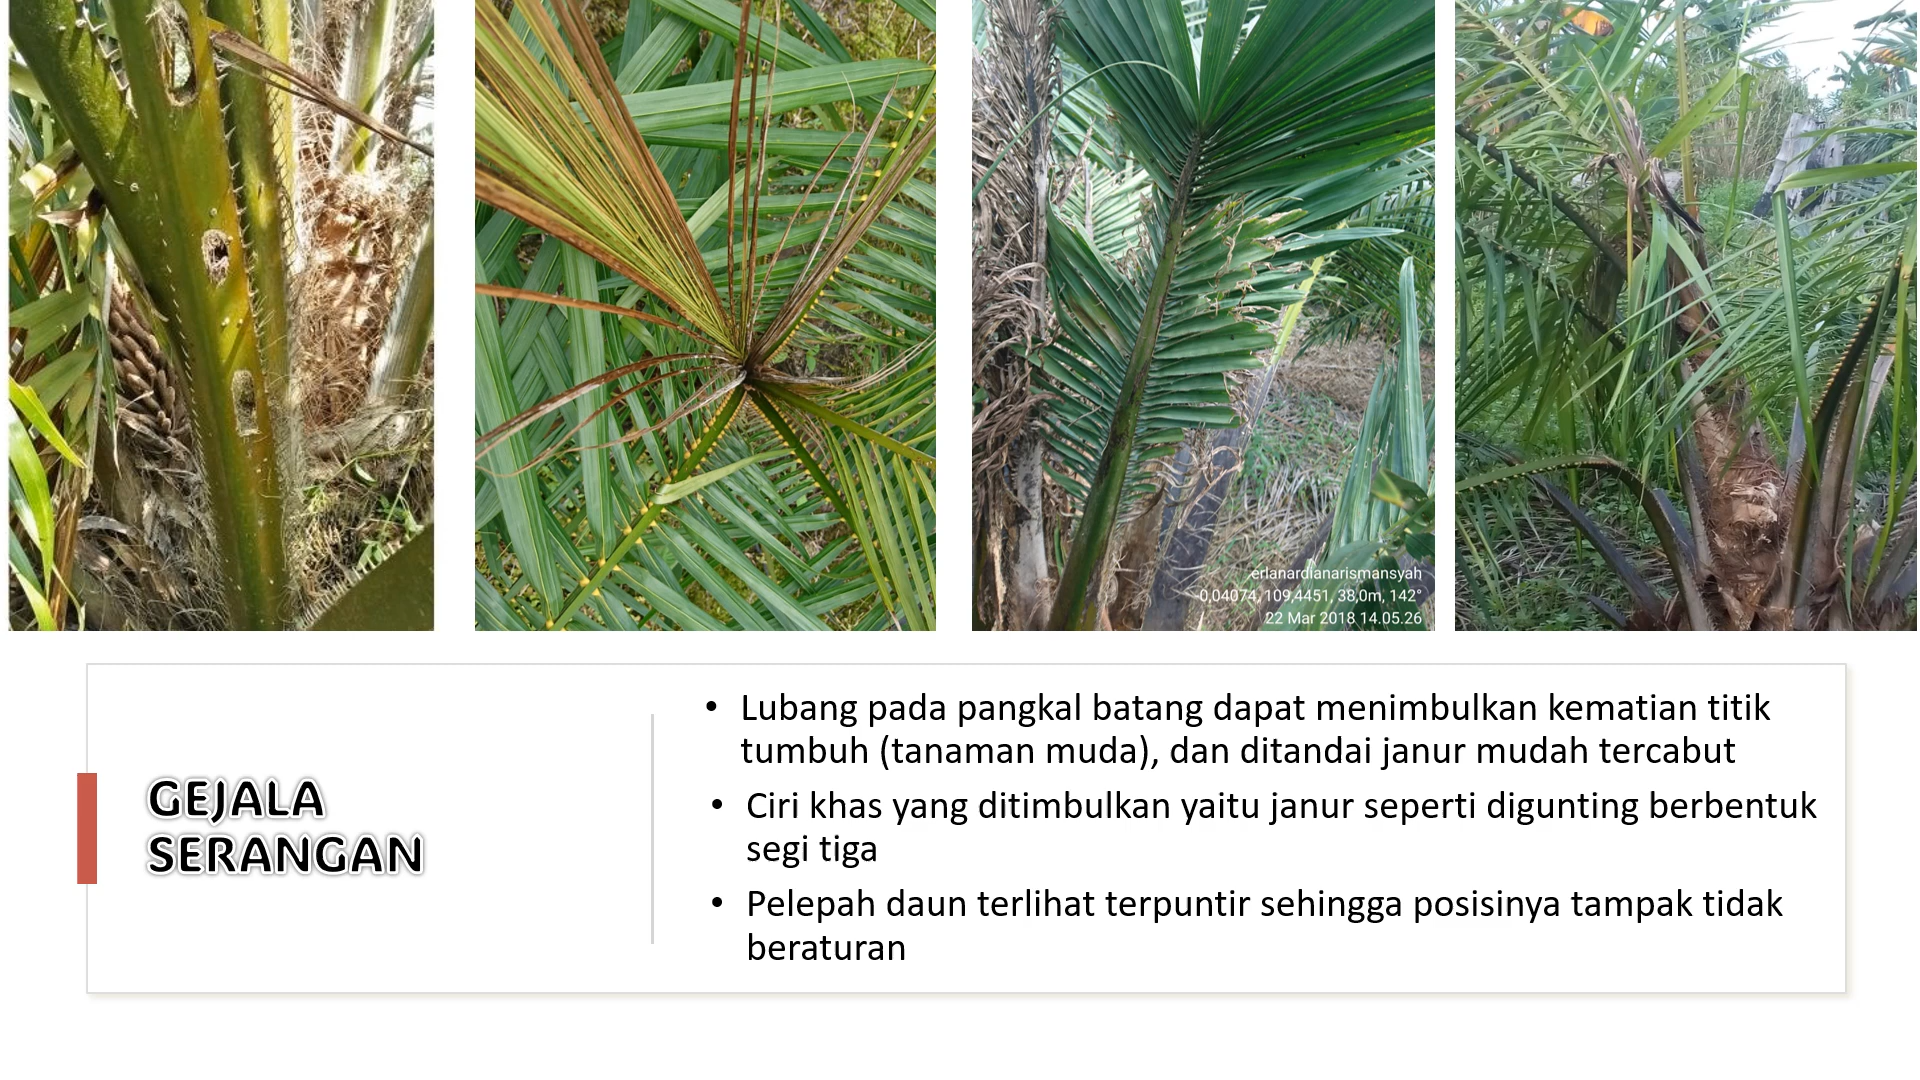 erlanardianarismansyah
0,04074, 109,4451, 38,0m, 142°
22 Mar 2018 14.05.26
GEJALA
SERANGAN
• Lubang pada pangkal batang dapat menimbulkan kematian titik
tumbuh (tanaman muda), dan ditandai janur mudah tercabut
• Ciri khas yang ditimbulkan yaitu janur seperti digunting berbentuk
segi tiga
• Pelepah daun terlihat terpuntir sehingga posisinya tampak tidak
beraturan